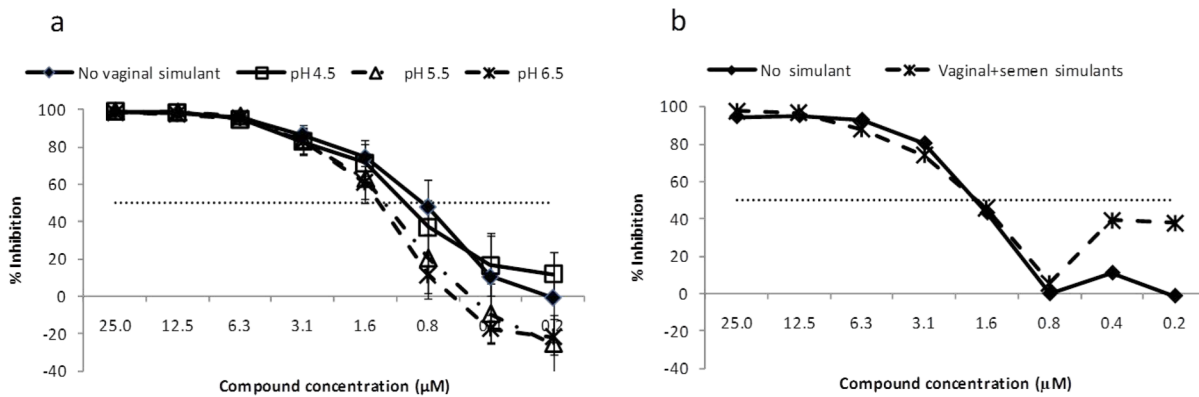 a
No vaginal simulant pH 4.5 pH 5.5 pH 6.5
% Inhibition
100
80
60
40
20
0
-20
-40
25.0 12.5 6.3 3.1 1.6 0.8 0.2
Compound concentration (µM)
b
No simulant Vaginal+semen simulants
% Inhibition
100
80
60
40
20
0
-20
-40
25.0 12.5 6.3 3.1 1.6 0.8 0.4 0.2
Compound concentration (µM)